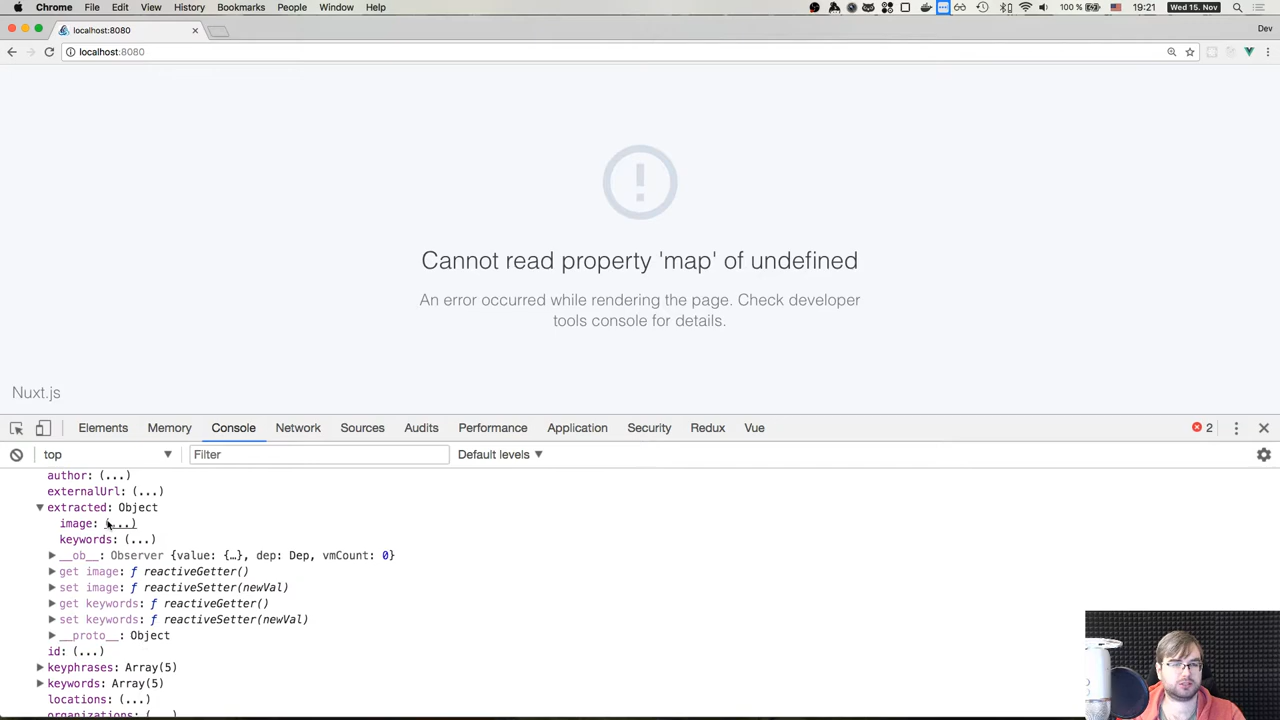 Chrome File Edit View History Bookmarks People Window Help 100 % 19:21 Wed 15. Nov
localhost:8080 Dev
localhost:8080
Cannot read property 'map' of undefined
An error occurred while rendering the page. Check developer
tools console for details.
Nuxt.js
Elements Memory Console Network Sources Audits Performance Application Security Redux Vue 2
top Filter Default levels
author: (...)
externalUrl: (...)
extracted: Object
image: (...)
keywords: (...)
__ob__: Observer {value: {…}, dep: Dep, vmCount: 0}
get image: ƒ reactiveGetter()
set image: ƒ reactiveSetter(newVal)
get keywords: ƒ reactiveGetter()
set keywords: ƒ reactiveSetter(newVal)
__proto__: Object
id: (...)
keyphrases: Array(5)
keywords: Array(5)
locations: (...)
organizations: (...)